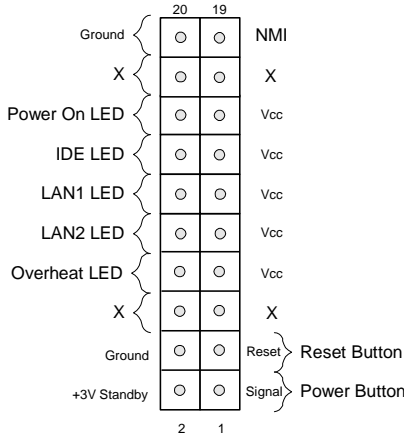 20 19
Ground NMI
X X
Power On LED Vcc
IDE LED Vcc
LAN1 LED Vcc
LAN2 LED Vcc
Overheat LED Vcc
X X
Ground Reset Reset Button
+3V Standby Signal Power Button
2 1